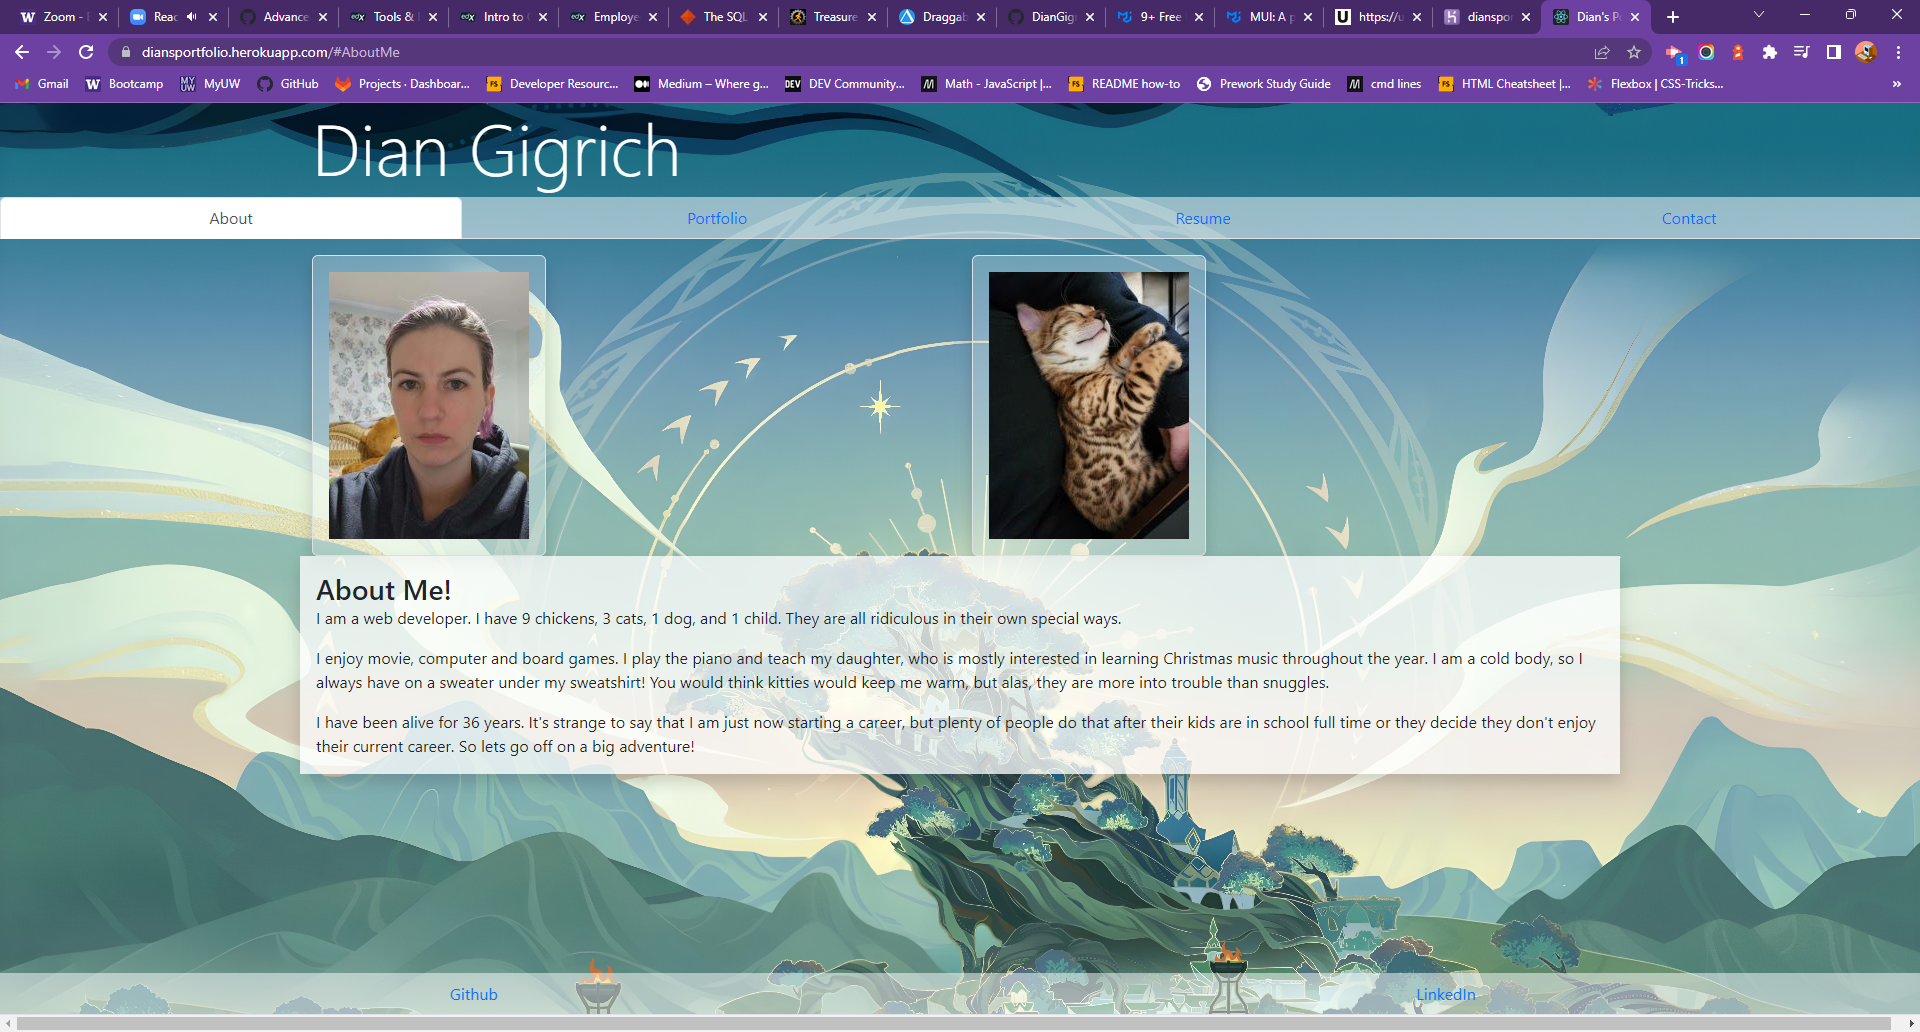 Zoom - E
Reac
Advance
Tools &
Intro to
Employe
The SQL
Treasure
Draggab
DianGig
9+ Free
MUI: A p
https://u
dianspor
Dian's P
diansportfolio.herokuapp.com/#AboutMe
1
Gmail
Bootcamp
MyUW
GitHub
Projects · Dashboar...
Developer Resourc...
Medium – Where g...
DEV Community...
Math - JavaScript |...
README how-to
Prework Study Guide
cmd lines
HTML Cheatsheet |...
Flexbox | CSS-Tricks...
»
Dian Gigrich
About
Portfolio
Resume
Contact
About Me!
I am a web developer. I have 9 chickens, 3 cats, 1 dog, and 1 child. They are all ridiculous in their own special ways.
I enjoy movie, computer and board games. I play the piano and teach my daughter, who is mostly interested in learning Christmas music throughout the year. I am a cold body, so I
always have on a sweater under my sweatshirt! You would think kitties would keep me warm, but alas, they are more into trouble than snuggles.
I have been alive for 36 years. It's strange to say that I am just now starting a career, but plenty of people do that after their kids are in school full time or they decide they don't enjoy
their current career. So lets go off on a big adventure!
Github
LinkedIn